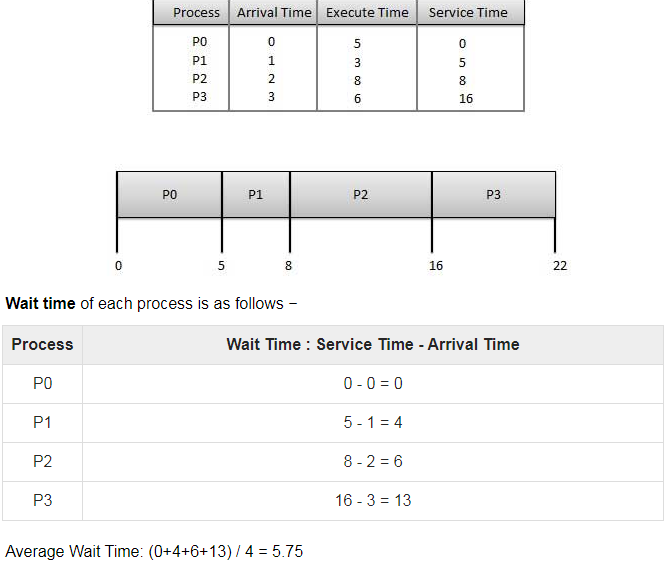 Process Arrival Time Execute Time Service Time
P0 0 5 0
P1 1 3 5
P2 2 8 8
P3 3 6 16
P0 P1 P2 P3
0 5 8 16 22
Wait time of each process is as follows −
Process Wait Time : Service Time - Arrival Time
P0 0 - 0 = 0
P1 5 - 1 = 4
P2 8 - 2 = 6
P3 16 - 3 = 13
Average Wait Time: (0+4+6+13) / 4 = 5.75